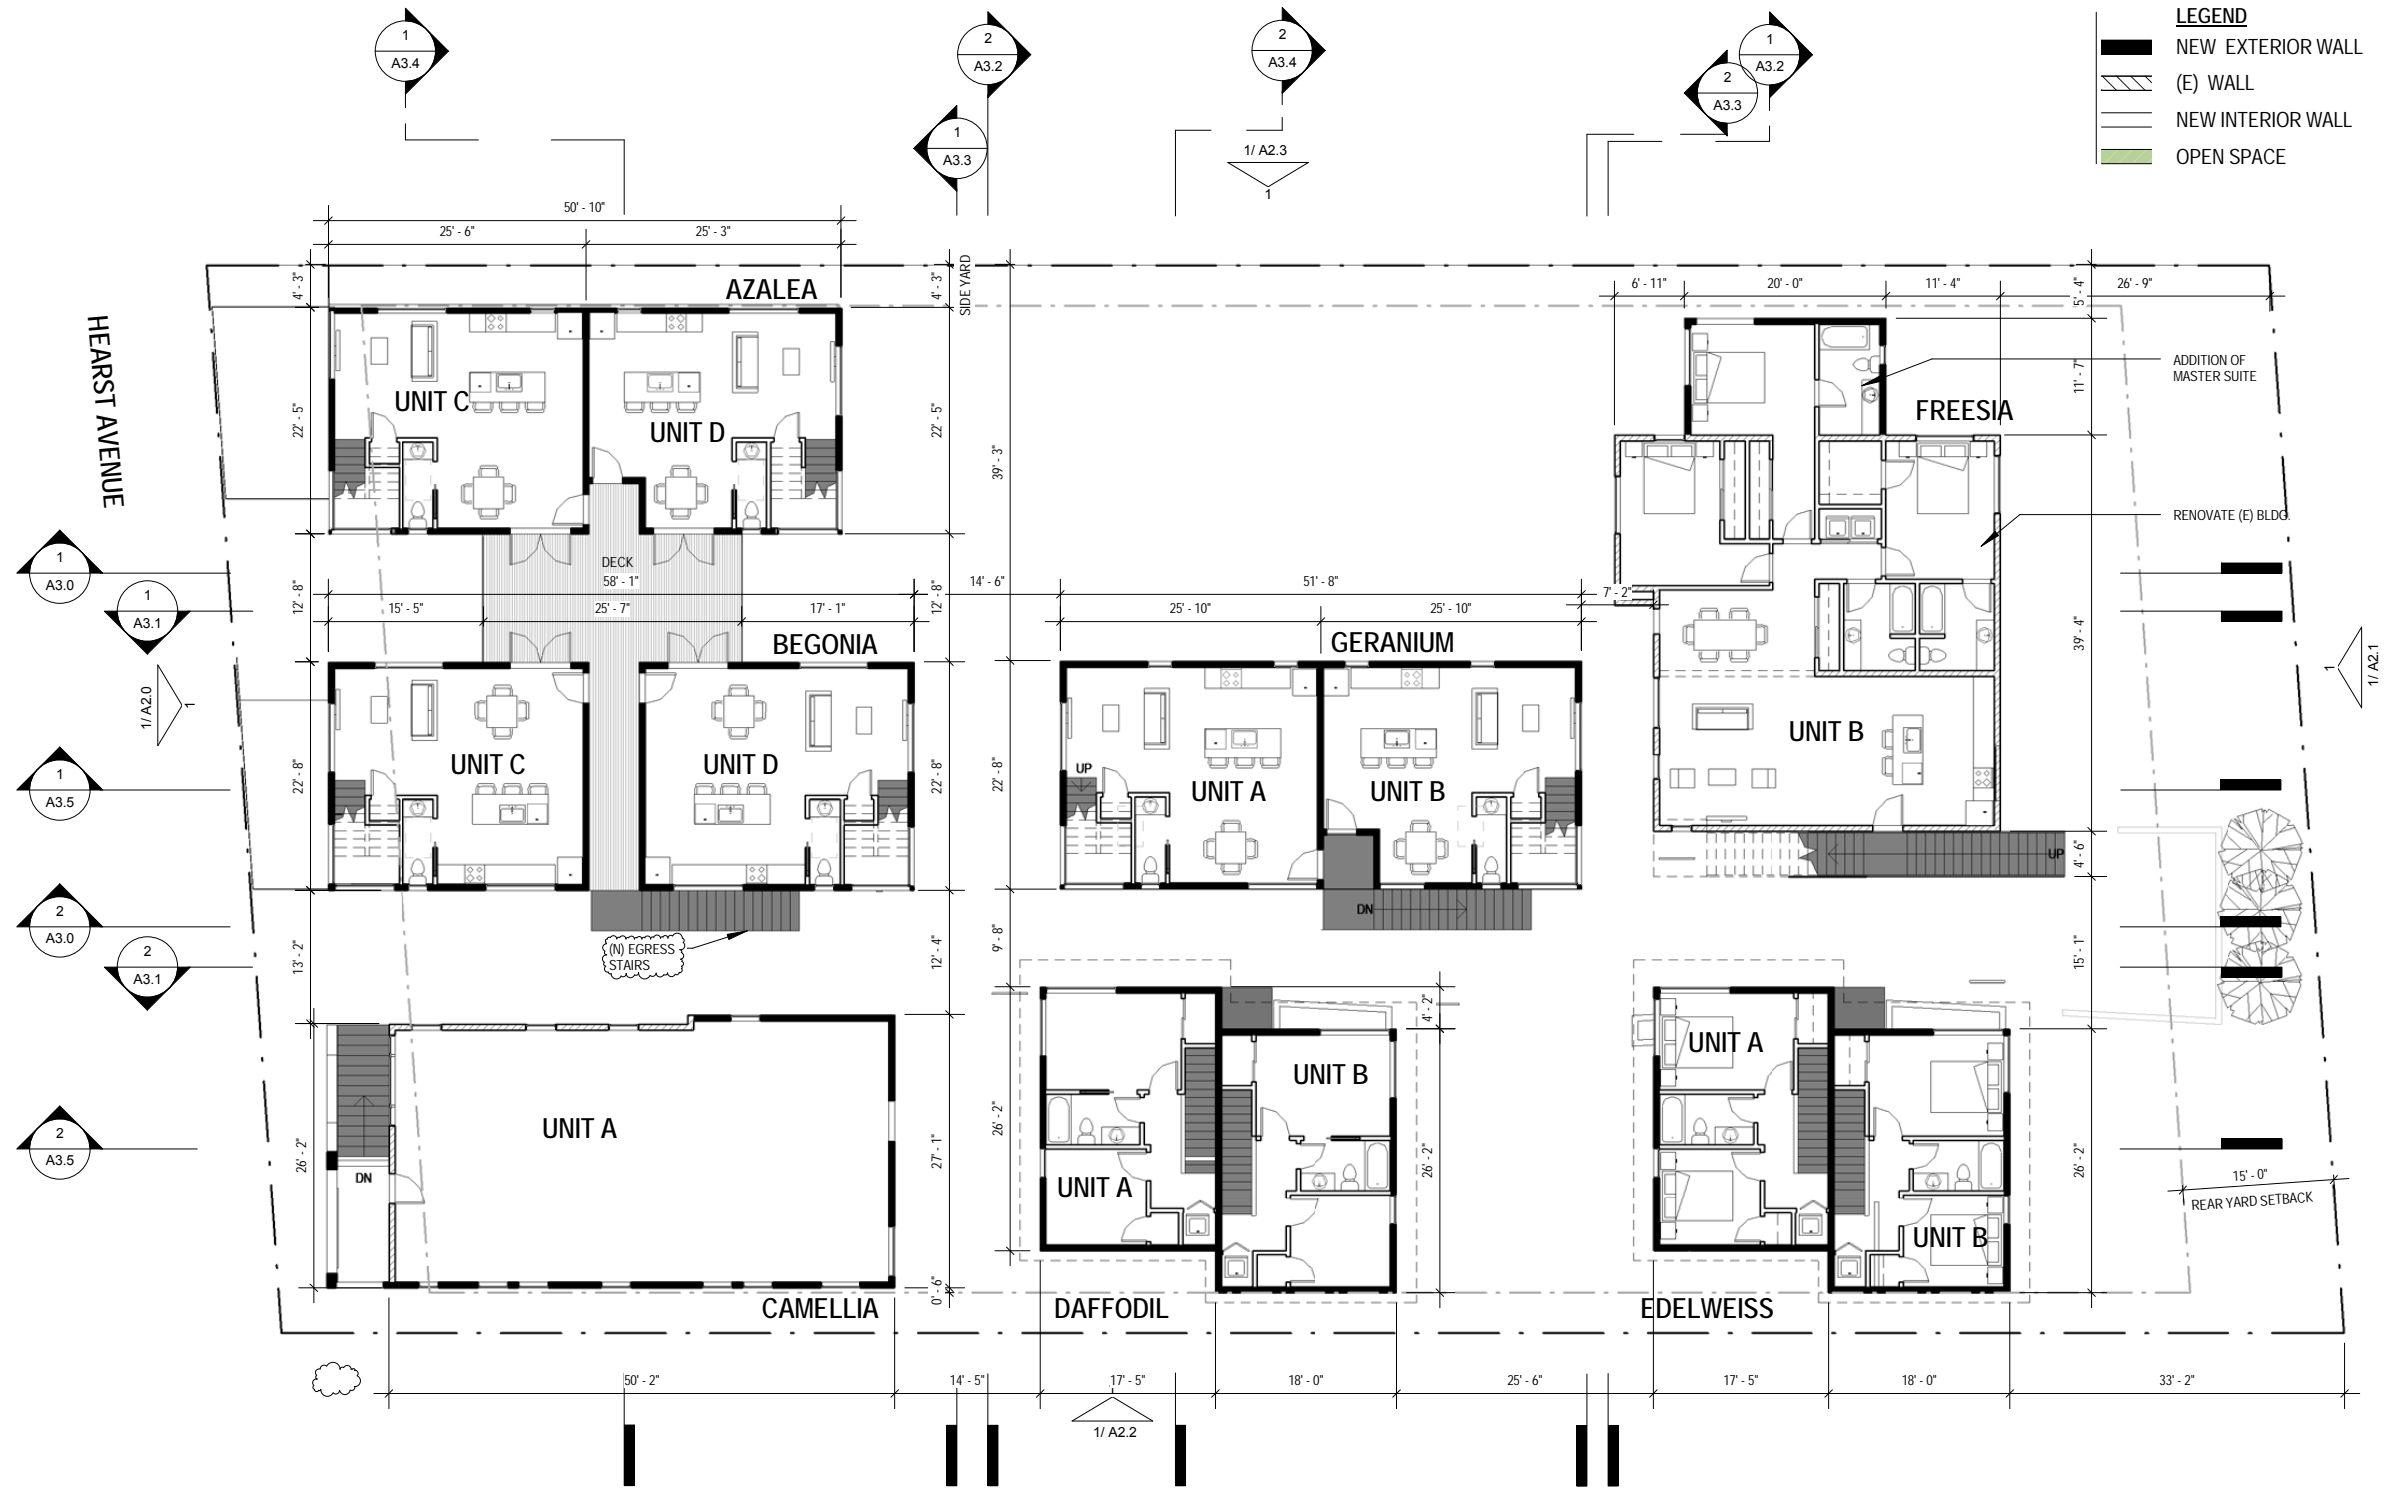 LEGEND
NEW EXTERIOR WALL
(E) WALL
NEW INTERIOR WALL
OPEN SPACE
1
A3.4
2
A3.2
2
A3.4
1
A3.2
2
A3.3
1
A3.3
1/ A2.3
1
50' - 10"
25' - 6"
25' - 3"
4' - 3"
4' - 3"
SIDE YARD
AZALEA
6' - 11"
20' - 0"
11' - 4"
5' - 4"
26' - 9"
HEARST AVENUE
UNIT C
UNIT D
22' - 5"
22' - 5"
39' - 3"
11' - 7"
ADDITION OF
MASTER SUITE
FREESIA
RENOVATE (E) BLDG.
1
A3.0
1
A3.1
DECK
58' - 1"
14' - 6"
51' - 8"
7' - 2"
12' - 8"
12' - 8"
15' - 5"
25' - 7"
17' - 1"
25' - 10"
25' - 10"
39' - 4"
BEGONIA
GERANIUM
1/ A2.0
1
1
1/ A2.1
UNIT C
UNIT D
UNIT A
UNIT B
UNIT B
UP
22' - 8"
22' - 8"
22' - 8"
1
A3.5
UP
4' - 6"
2
A3.0
2
A3.1
DN
(N) EGRESS
STAIRS
13' - 2"
12' - 4"
9' - 8"
15' - 1"
4' - 2"
UNIT A
DN
26' - 2"
27' - 1"
0' - 6"
26' - 2"
UNIT B
UNIT A
26' - 2"
UNIT A
UNIT B
26' - 2"
2
A3.5
15' - 0"
REAR YARD SETBACK
CAMELLIA
DAFFODIL
EDELWEISS
50' - 2"
14' - 5"
17' - 5"
18' - 0"
25' - 6"
17' - 5"
18' - 0"
33' - 2"
1/ A2.2